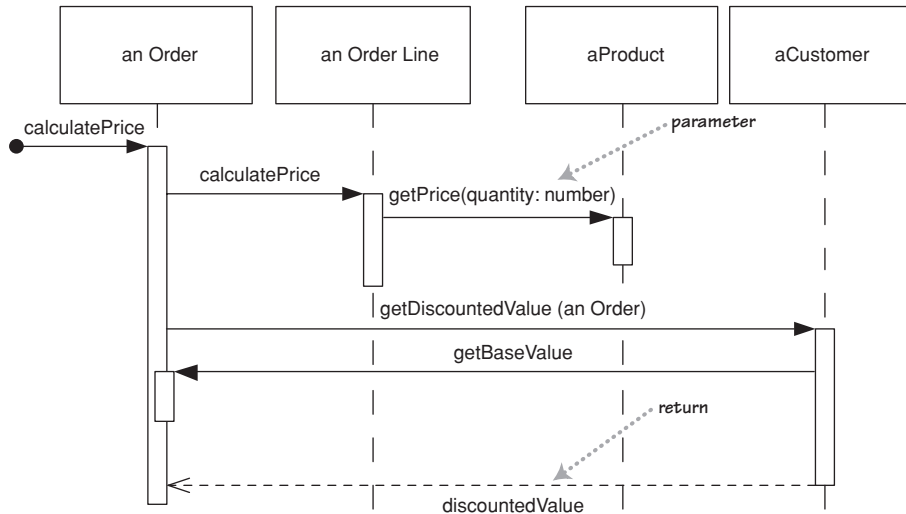 an Order
an Order Line
aProduct
aCustomer
calculatePrice
parameter
calculatePrice
getPrice(quantity: number)
getDiscountedValue (an Order)
getBaseValue
return
discountedValue